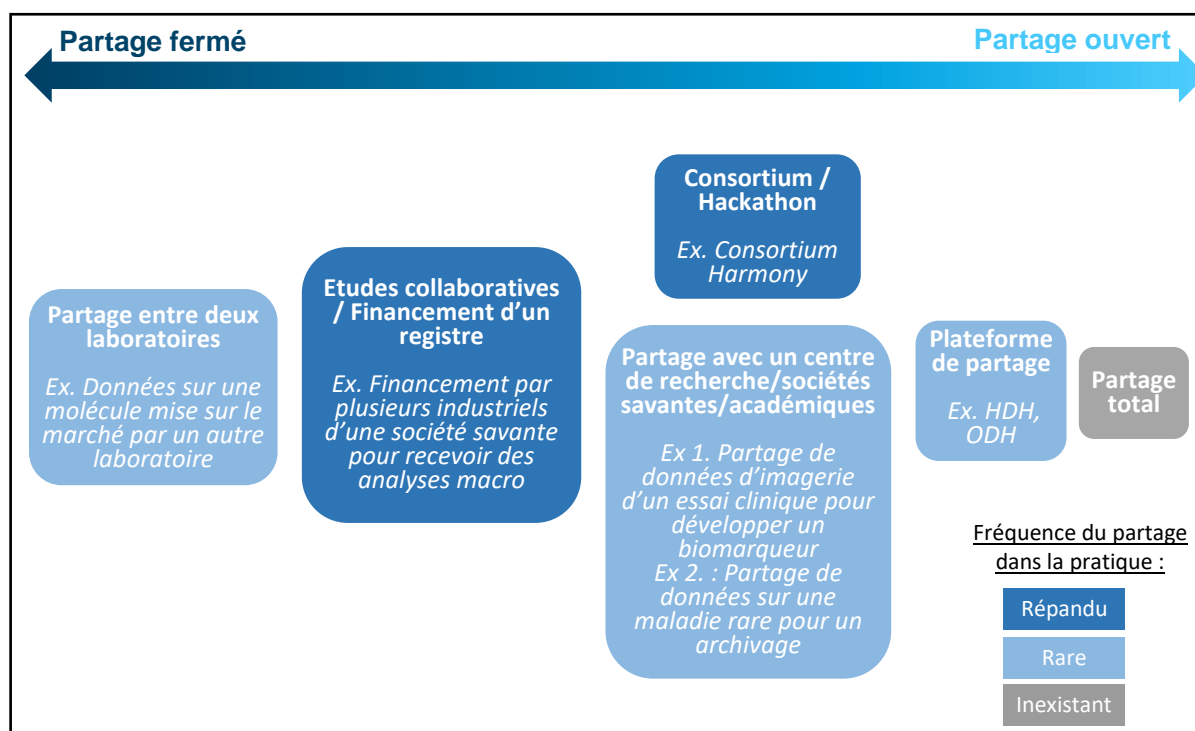 Partage fermé
Partage ouvert
Partage entre deux
laboratoires
Ex. Données sur une
molécule mise sur le
marché par un autre
laboratoire
Etudes collaboratives
/ Financement d’un
registre
Ex. Financement par
plusieurs industriels
d’une société savante
pour recevoir des
analyses macro
Consortium /
Hackathon
Ex. Consortium
Harmony
Partage avec un centre
de recherche/sociétés
savantes/académiques
Ex 1. Partage de
données d’imagerie
d’un essai clinique pour
développer un
biomarqueur
Ex 2. : Partage de
données sur une
maladie rare pour un
archivage
Plateforme
de partage
Ex. HDH,
ODH
Partage
total
Fréquence du partage
dans la pratique :
Répandu
Rare
Inexistant